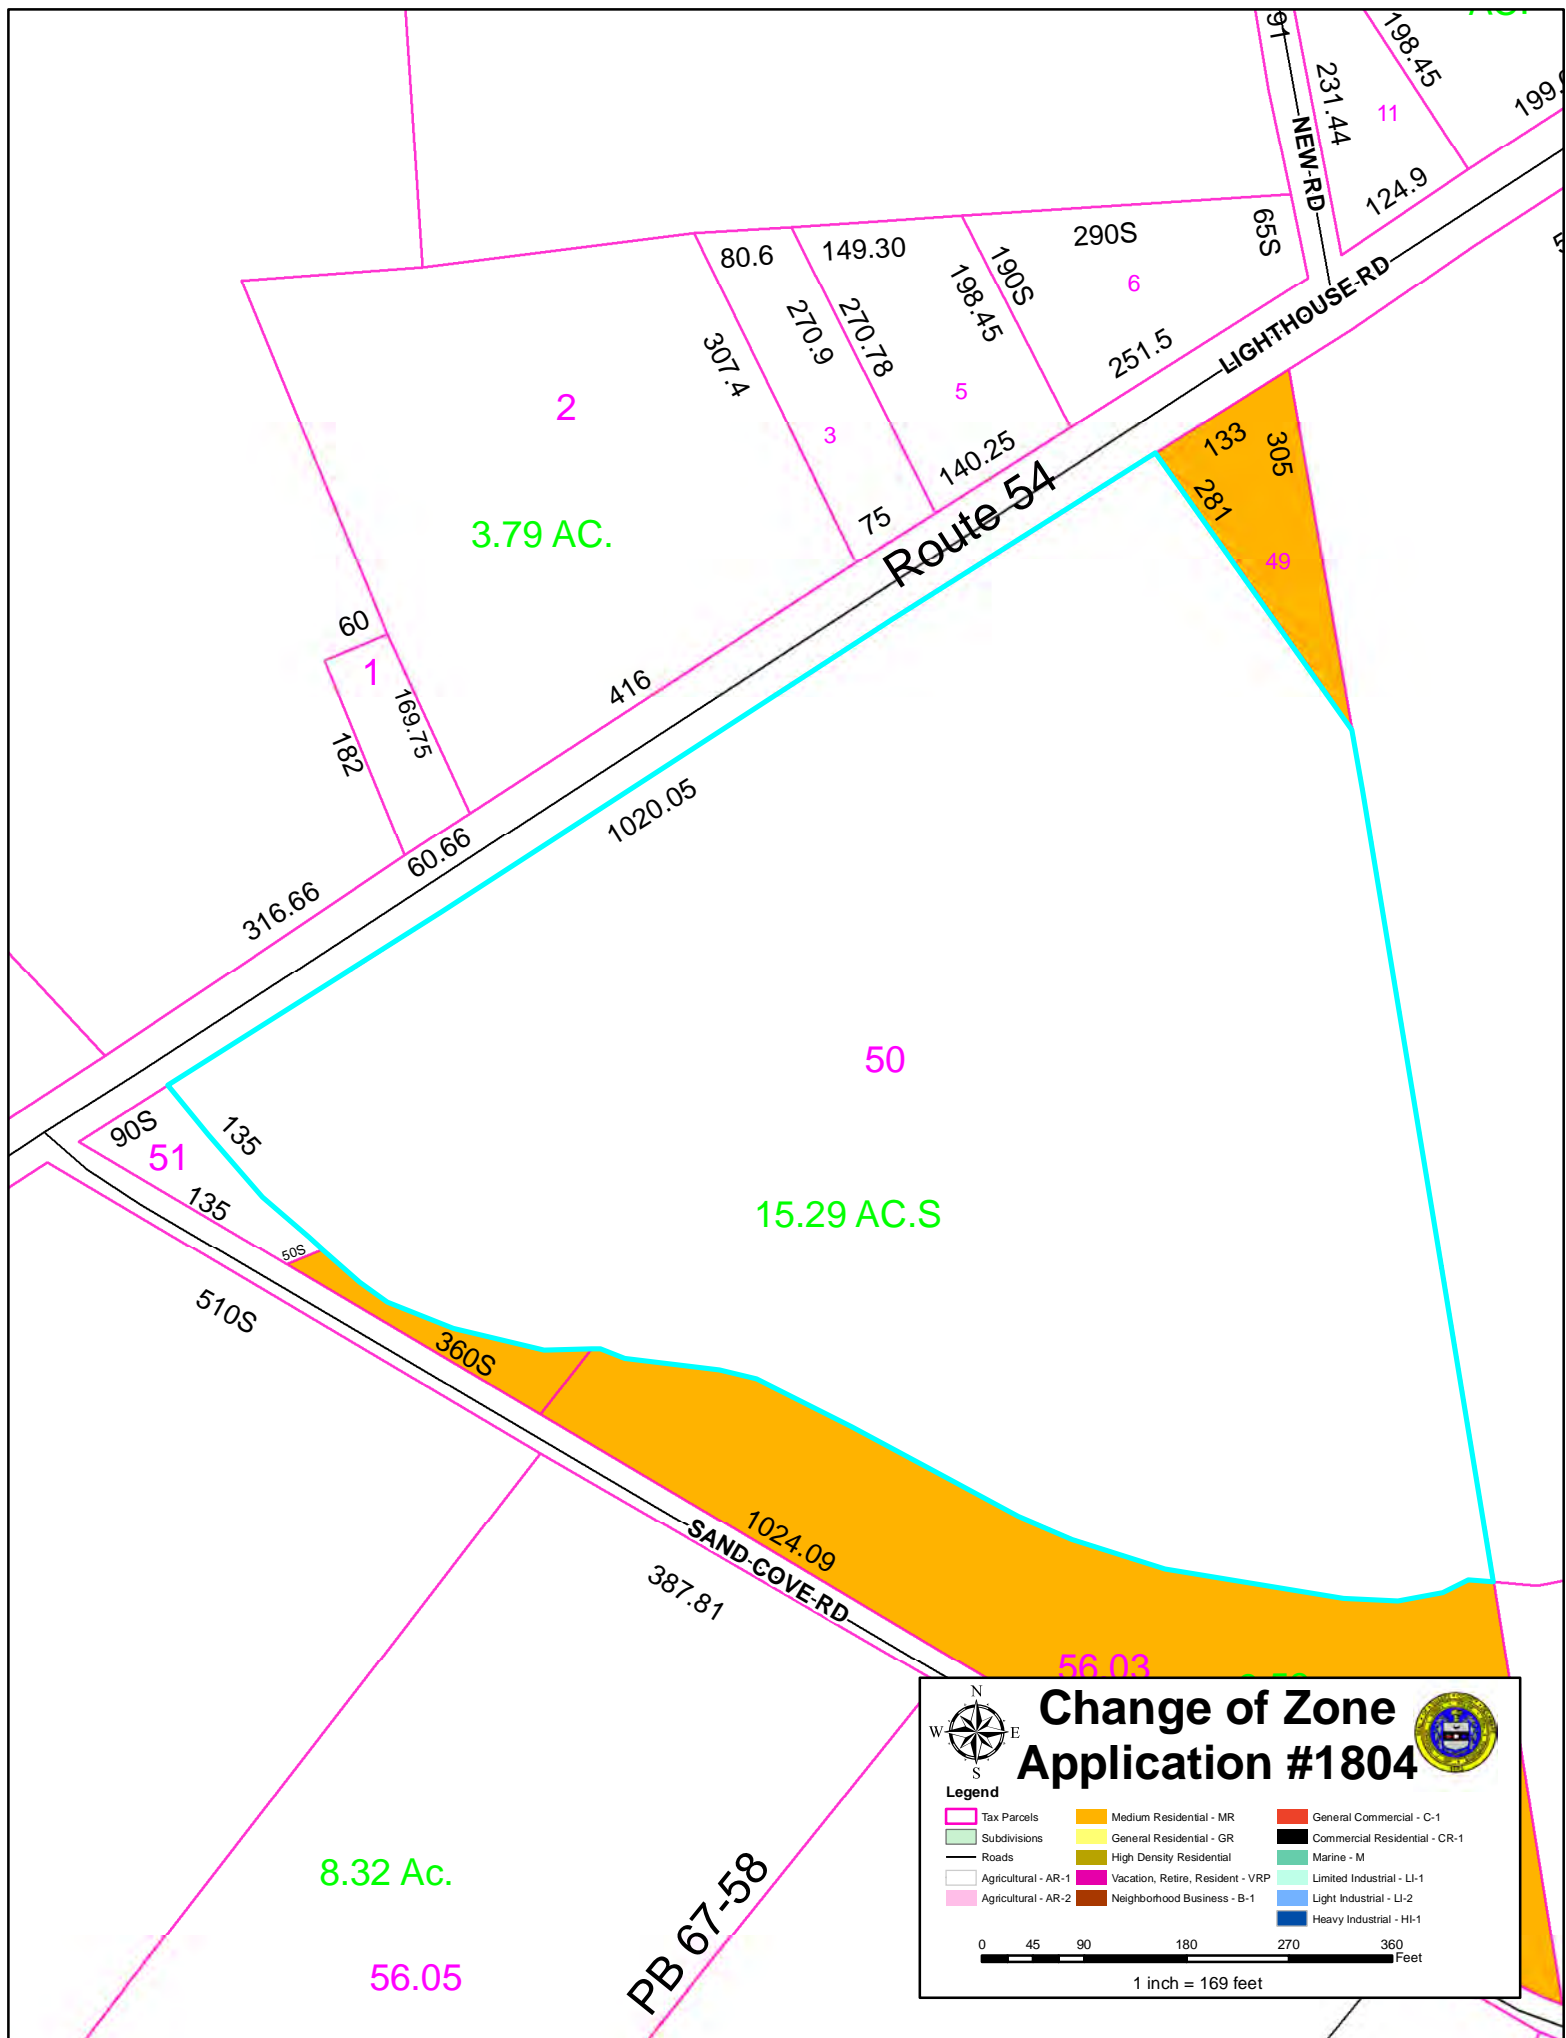 91
231.44
198.45
11
199.
NEW RD
124.9
65S
290S
6
149.30
80.6
190S
198.45
270.78
270.9
307.4
LIGHTHOUSE RD
251.5
5
3
2
140.25
75
Route 54
133
305
281
49
3.79 AC.
60
1
169.75
182
416
1020.05
60.66
316.66
50
90S
51
135
135
15.29 AC.S
50S
510S
360S
1024.09
SAND COVE RD
387.81
56.03
8.32 Ac.
56.05
PB 67-58
N
W
E
S
Change of Zone
Application #1804
Legend
Tax Parcels
Subdivisions
Roads
Agricultural - AR-1
Agricultural - AR-2
Medium Residential - MR
General Residential - GR
High Density Residential
Vacation, Retire, Resident - VRP
Neighborhood Business - B-1
General Commercial - C-1
Commercial Residential - CR-1
Marine - M
Limited Industrial - LI-1
Light Industrial - LI-2
Heavy Industrial - HI-1
0 45 90 180 270 360
Feet
1 inch = 169 feet